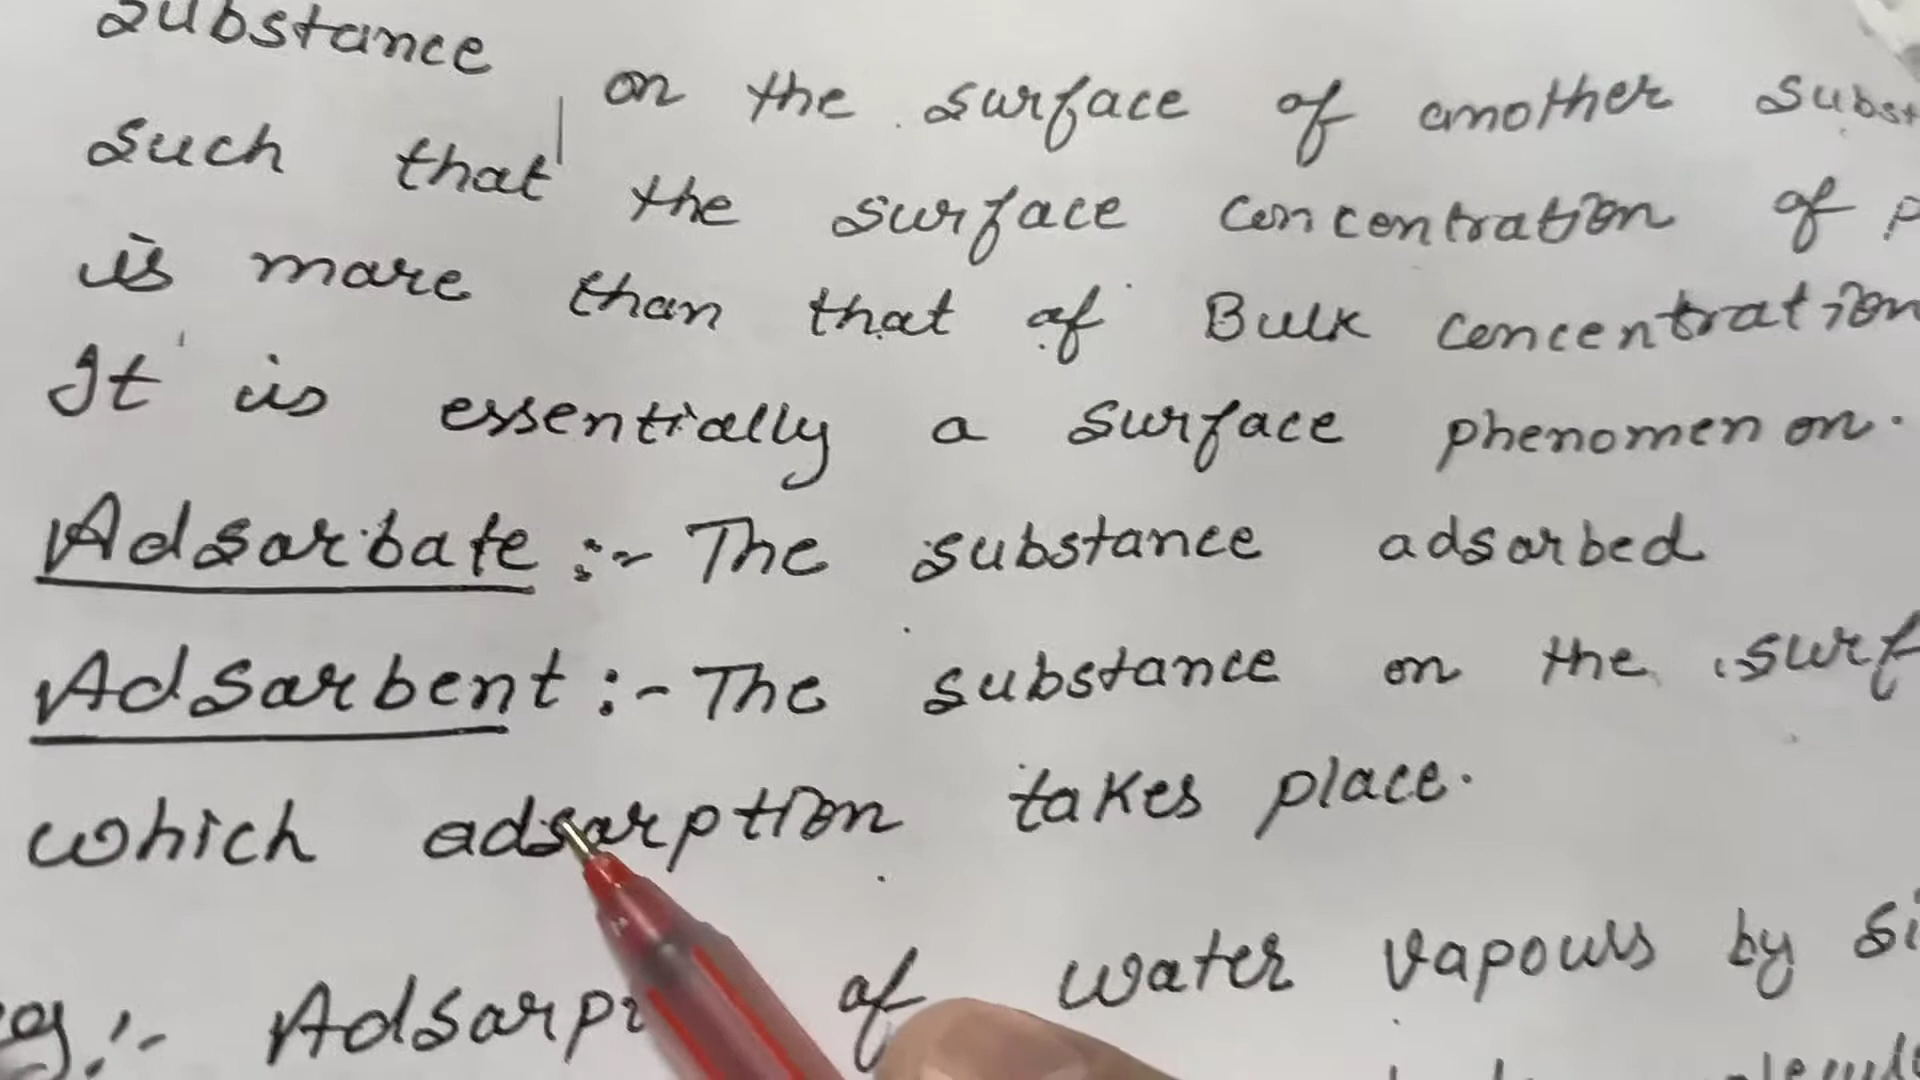 substance on the surface of another
such that the surface concentration of
is more than that of Bulk concentration
It is essentially a surface phenomenon.
Adsorbate :- The substance adsorbed
Adsorbent :- The substance on the
which adsorption takes place.
of water vapours by